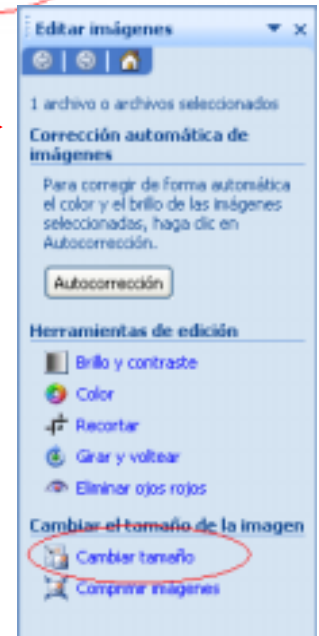 Editar imágenes
1 archivo o archivos seleccionados
Corrección automática de
imágenes
Para corregir de forma automática
el color y el brillo de las imágenes
seleccionadas, haga clic en
Autocorrección.
Autocorrección
Herramientas de edición
Brillo y contraste
Color
Recortar
Girar y voltear
Eliminar ojos rojos
Cambiar el tamaño de la imagen
Cambiar tamaño
Comprimir imágenes